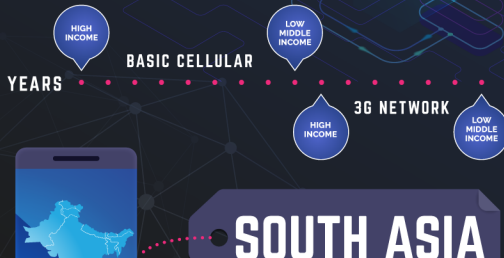 HIGH
INCOME
LOW
MIDDLE
INCOME
BASIC CELLULAR
YEARS
HIGH
INCOME
3G NETWORK
LOW
MIDDLE
INCOME
SOUTH ASIA